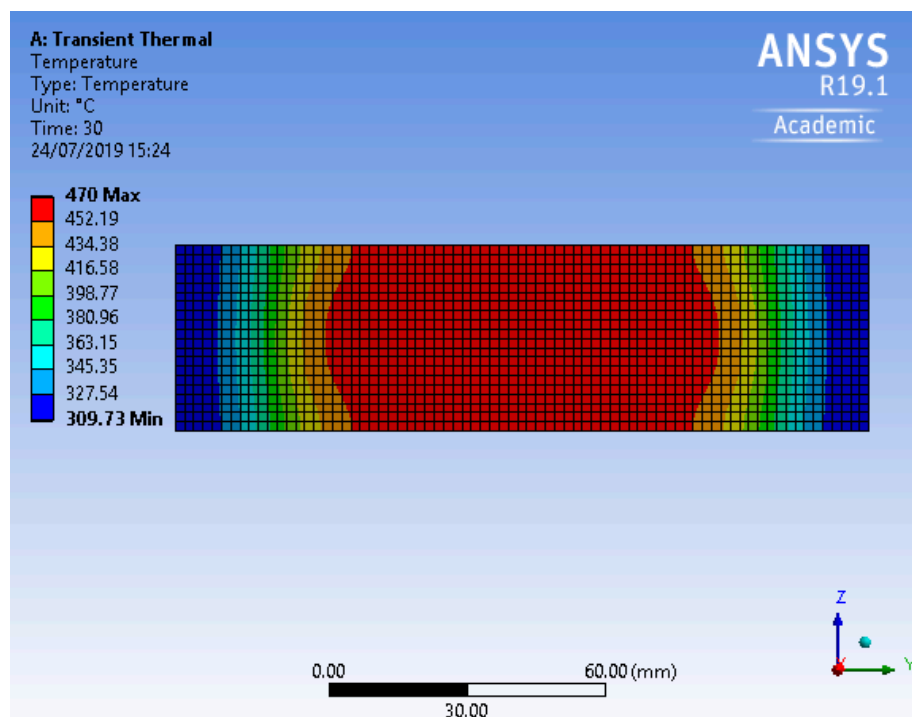 A: Transient Thermal
Temperature
Type: Temperature
Unit: °C
Time: 30
24/07/2019 15:24
ANSYS
R19.1
Academic
470 Max
452.19
434.38
416.58
398.77
380.96
363.15
345.35
327.54
309.73 Min
Z
X
Y
0.00 60.00 (mm)
30.00